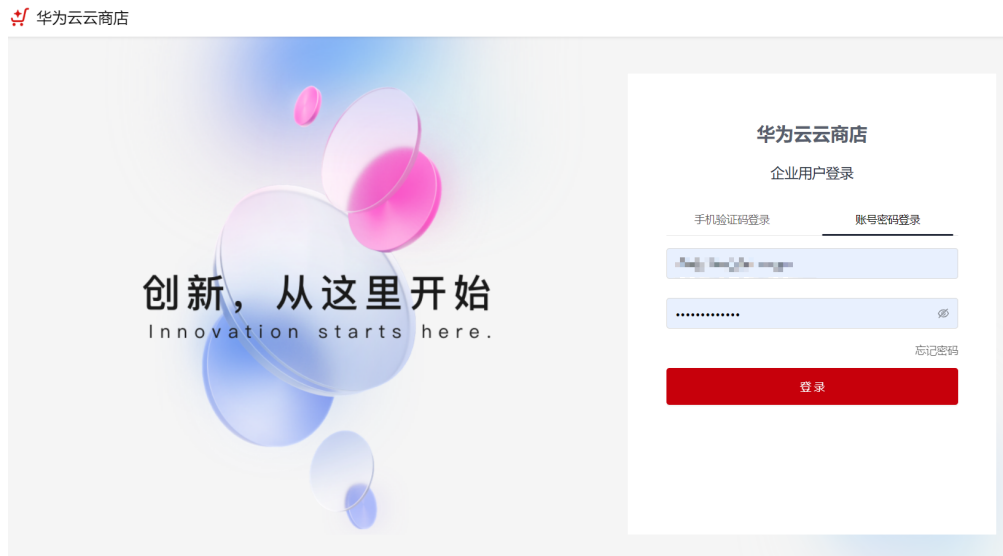 华为云云商店
创新，从这里开始
Innovation starts here.
华为云云商店
企业用户登录
手机验证码登录
账号密码登录
忘记密码
登录